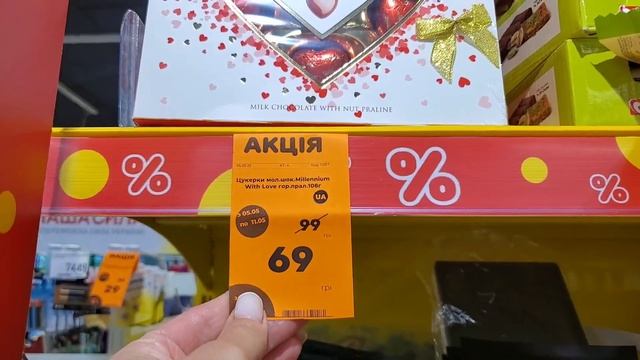 MILK CHOCOLATE WITH NUT PRALINE
АКЦІЯ
Цукерки мол.шок.Millennium
With Love гор.прал.108г
UA
з 05.05
по 11.05
99
69
грн
%
%
%
АКЦІЯ
29